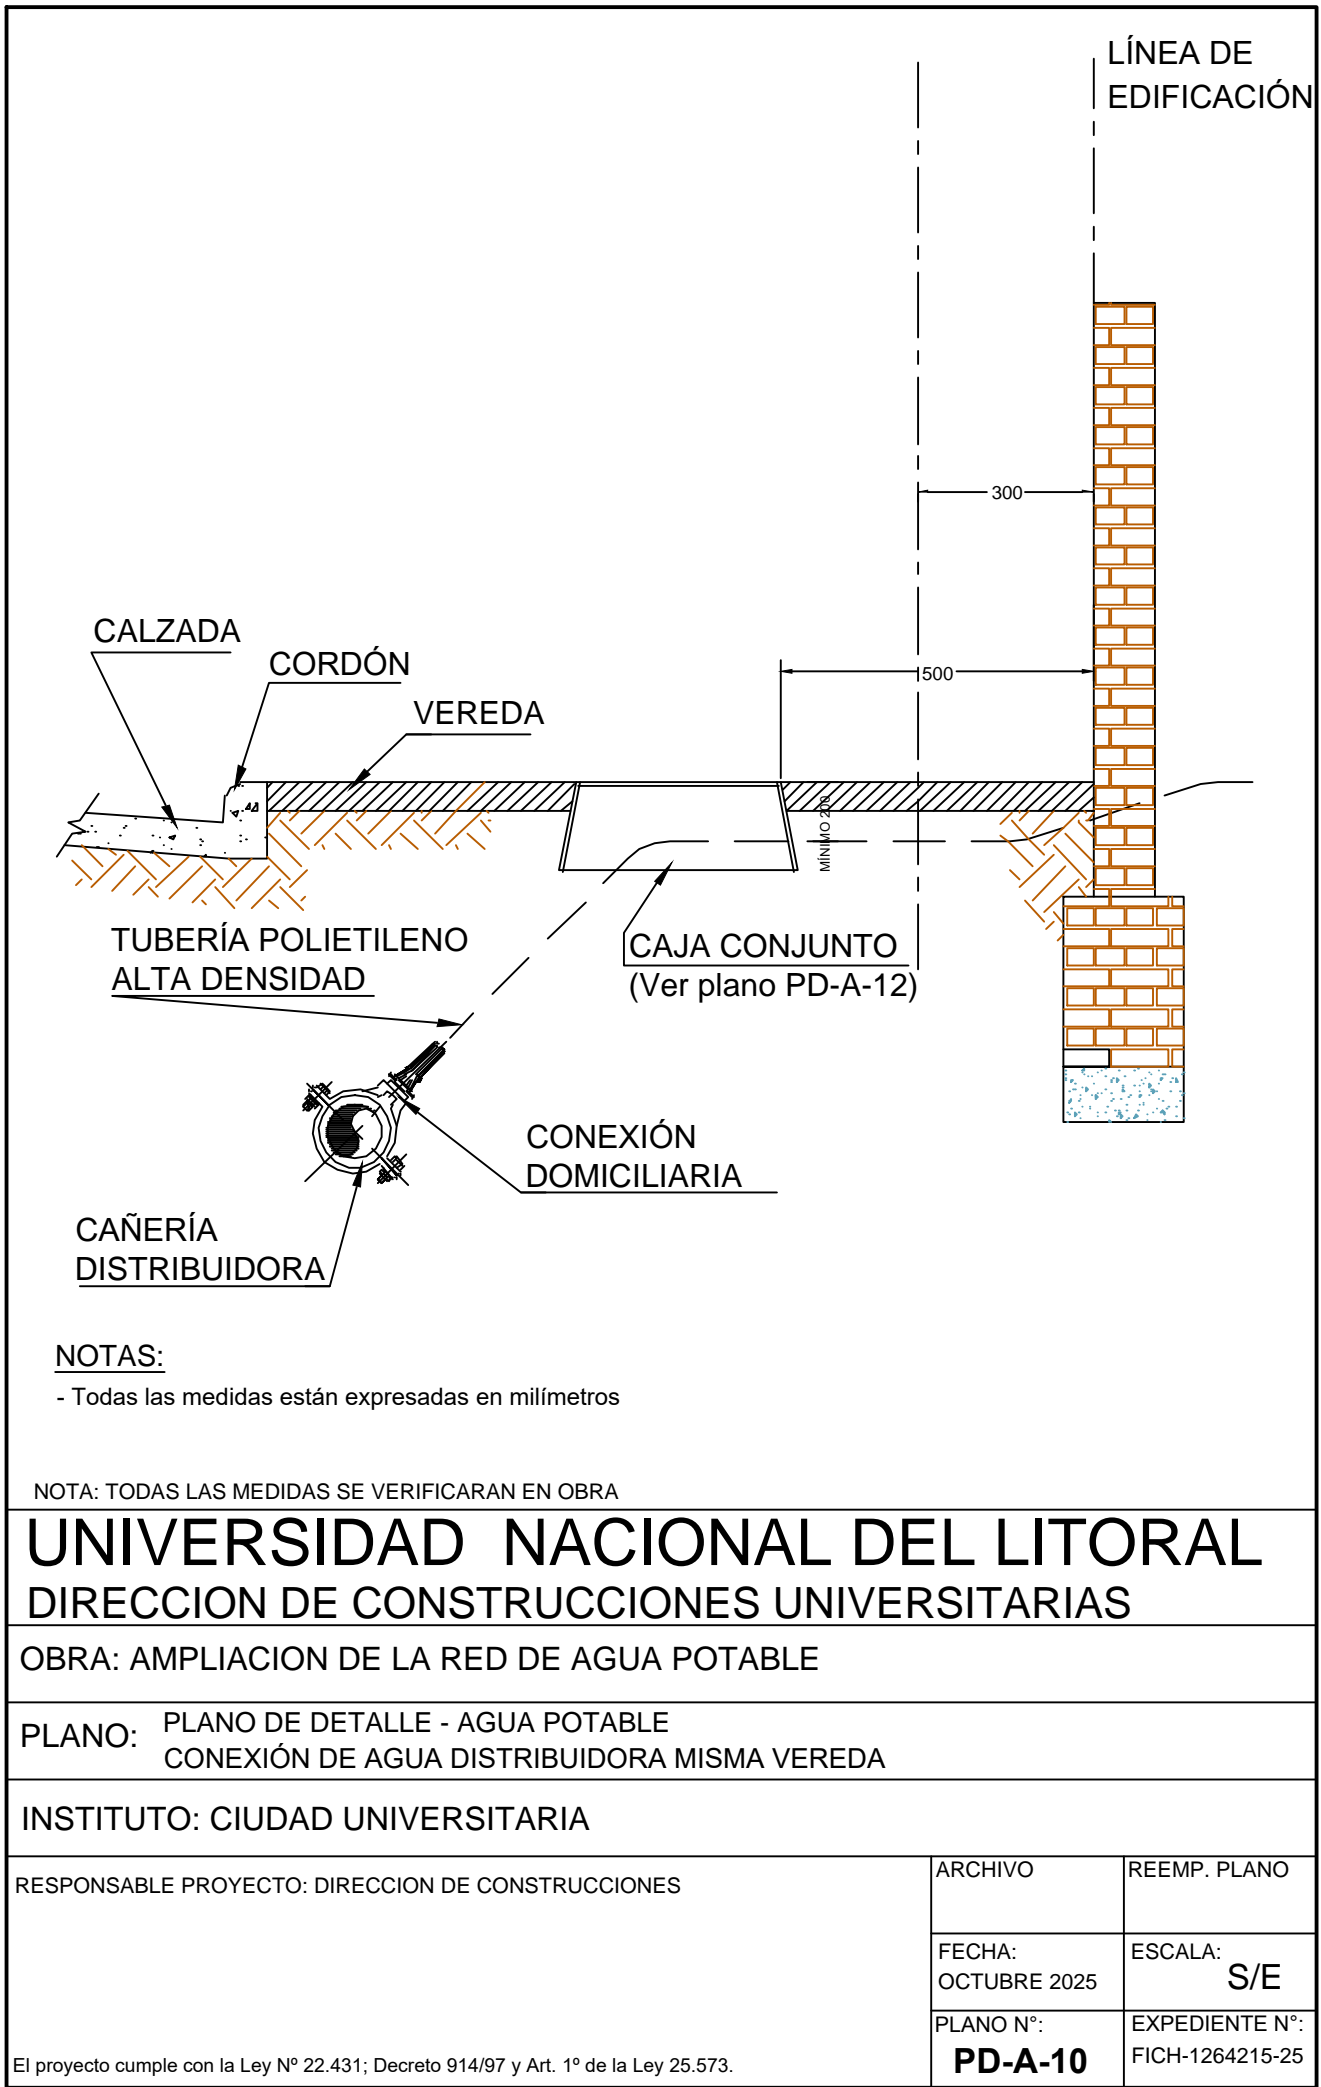 LÍNEA DE
EDIFICACIÓN
300
500
CALZADA
CORDÓN
VEREDA
MÍNIMO 200
TUBERÍA POLIETILENO
ALTA DENSIDAD
CAJA CONJUNTO
(Ver plano PD-A-12)
CONEXIÓN
DOMICILIARIA
CAÑERÍA
DISTRIBUIDORA
NOTAS:
- Todas las medidas están expresadas en milímetros
NOTA: TODAS LAS MEDIDAS SE VERIFICARAN EN OBRA
UNIVERSIDAD NACIONAL DEL LITORAL
DIRECCION DE CONSTRUCCIONES UNIVERSITARIAS
OBRA: AMPLIACION DE LA RED DE AGUA POTABLE
PLANO: PLANO DE DETALLE - AGUA POTABLE
CONEXIÓN DE AGUA DISTRIBUIDORA MISMA VEREDA
INSTITUTO: CIUDAD UNIVERSITARIA
RESPONSABLE PROYECTO: DIRECCION DE CONSTRUCCIONES
El proyecto cumple con la Ley Nº 22.431; Decreto 914/97 y Art. 1º de la Ley 25.573.
ARCHIVO
REEMP. PLANO
FECHA:
OCTUBRE 2025
ESCALA:
S/E
PLANO N°:
PD-A-10
EXPEDIENTE N°:
FICH-1264215-25